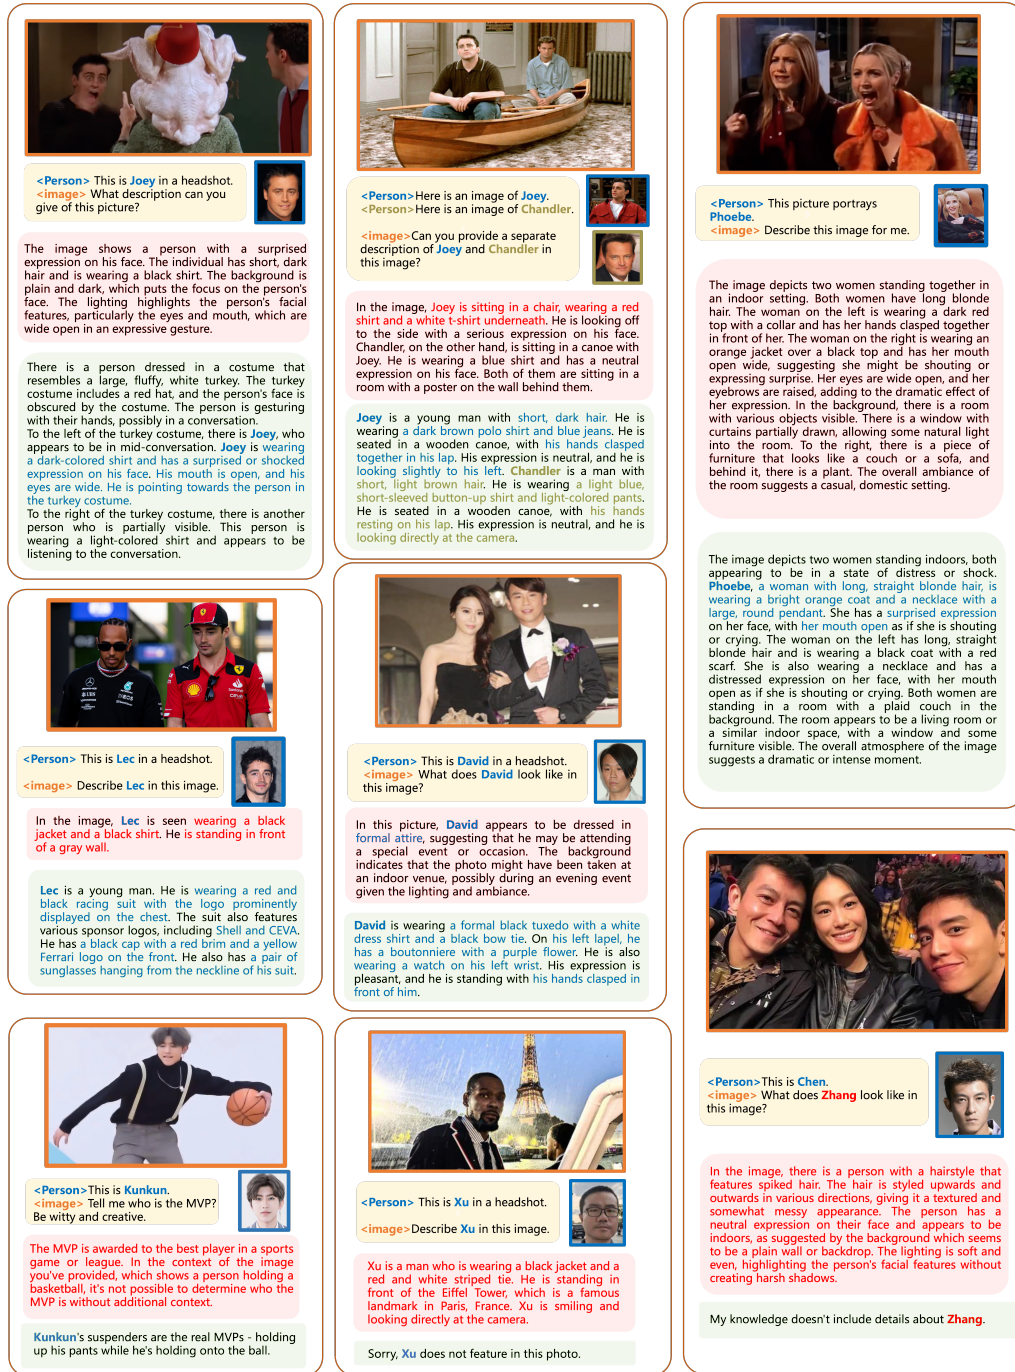 <Person> This is Joey in a headshot.
<image> What description can you
give of this picture?
The image shows a person with a surprised
expression on his face. The individual has short, dark
hair and is wearing a black shirt. The background is
plain and dark, which puts the focus on the person's
face. The lighting highlights the person's facial
features, particularly the eyes and mouth, which are
wide open in an expressive gesture.
There is a person dressed in a costume that
resembles a large, fluffy, white turkey. The turkey
costume includes a red hat, and the person's face is
obscured by the costume. The person is gesturing
with their hands, possibly in a conversation.
To the left of the turkey costume, there is Joey, who
appears to be in mid-conversation. Joey is wearing
a dark-colored shirt and has a surprised or shocked
expression on his face. His mouth is open, and his
eyes are wide. He is pointing towards the person in
the turkey costume.
To the right of the turkey costume, there is another
person who is partially visible. This person is
wearing a light-colored shirt and appears to be
listening to the conversation.
<Person>Here is an image of Joey.
<Person>Here is an image of Chandler.
<image>Can you provide a separate
description of Joey and Chandler in
this image?
In the image, Joey is sitting in a chair, wearing a red
shirt and a white t-shirt underneath. He is looking off
to the side with a serious expression on his face.
Chandler, on the other hand, is sitting in a canoe with
Joey. He is wearing a blue shirt and has a neutral
expression on his face. Both of them are sitting in a
room with a poster on the wall behind them.
Joey is a young man with short, dark hair. He is
wearing a dark brown polo shirt and blue jeans. He is
seated in a wooden canoe, with his hands clasped
together in his lap. His expression is neutral, and he is
looking slightly to his left. Chandler is a man with
short, light brown hair. He is wearing a light blue,
short-sleeved button-up shirt and light-colored pants.
He is seated in a wooden canoe, with his hands
resting on his lap. His expression is neutral, and he is
looking directly at the camera.
<Person> This picture portrays
Phoebe.
<image> Describe this image for me.
The image depicts two women standing together in
an indoor setting. Both women have long blonde
hair. The woman on the left is wearing a dark red
top with a collar and has her hands clasped together
in front of her. The woman on the right is wearing an
orange jacket over a black top and has her mouth
open wide, suggesting she might be shouting or
expressing surprise. Her eyes are wide open, and her
eyebrows are raised, adding to the dramatic effect of
her expression. In the background, there is a room
with various objects visible. There is a window with
curtains partially drawn, allowing some natural light
into the room. To the right, there is a piece of
furniture that looks like a couch or a sofa, and
behind it, there is a plant. The overall ambiance of
the room suggests a casual, domestic setting.
The image depicts two women standing indoors, both
appearing to be in a state of distress or shock.
Phoebe, a woman with long, straight blonde hair, is
wearing a bright orange coat and a necklace with a
large, round pendant. She has a surprised expression
on her face, with her mouth open as if she is shouting
or crying. The woman on the left has long, straight
blonde hair and is wearing a black coat with a red
scarf. She is also wearing a necklace and has a
distressed expression on her face, with her mouth
open as if she is shouting or crying. Both women are
standing in a room with a plaid couch in the
background. The room appears to be a living room or
a similar indoor space, with a window and some
furniture visible. The overall atmosphere of the image
suggests a dramatic or intense moment.
<Person> This is Lec in a headshot.
<image> Describe Lec in this image.
In the image, Lec is seen wearing a black
jacket and a black shirt. He is standing in front
of a gray wall.
Lec is a young man. He is wearing a red and
black racing suit with the logo prominently
displayed on the chest. The suit also features
various sponsor logos, including Shell and CEVA.
He has a black cap with a red brim and a yellow
Ferrari logo on the front. He also has a pair of
sunglasses hanging from the neckline of his suit.
<Person> This is David in a headshot.
<image> What does David look like in
this image?
In this picture, David appears to be dressed in
formal attire, suggesting that he may be attending
a special event or occasion. The background
indicates that the photo might have been taken at
an indoor venue, possibly during an evening event
given the lighting and ambiance.
David is wearing a formal black tuxedo with a white
dress shirt and a black bow tie. On his left lapel, he
has a boutonniere with a purple flower. He is also
wearing a watch on his left wrist. His expression is
pleasant, and he is standing with his hands clasped in
front of him.
<Person>This is Chen.
<image> What does Zhang look like in
this image?
In the image, there is a person with a hairstyle that
features spiked hair. The hair is styled upwards and
outwards in various directions, giving it a textured and
somewhat messy appearance. The person has a
neutral expression on their face and appears to be
indoors, as suggested by the background which seems
to be a plain wall or backdrop. The lighting is soft and
even, highlighting the person's facial features without
creating harsh shadows.
My knowledge doesn't include details about Zhang.
<Person>This is Kunkun.
<image> Tell me who is the MVP?
Be witty and creative.
The MVP is awarded to the best player in a sports
game or league. In the context of the image
you've provided, which shows a person holding a
basketball, it's not possible to determine who the
MVP is without additional context.
Kunkun's suspenders are the real MVPs - holding
up his pants while he's holding onto the ball.
<Person> This is Xu in a headshot.
<image>Describe Xu in this image.
Xu is a man who is wearing a black jacket and a
red and white striped tie. He is standing in
front of the Eiffel Tower, which is a famous
landmark in Paris, France. Xu is smiling and
looking directly at the camera.
Sorry, Xu does not feature in this photo.